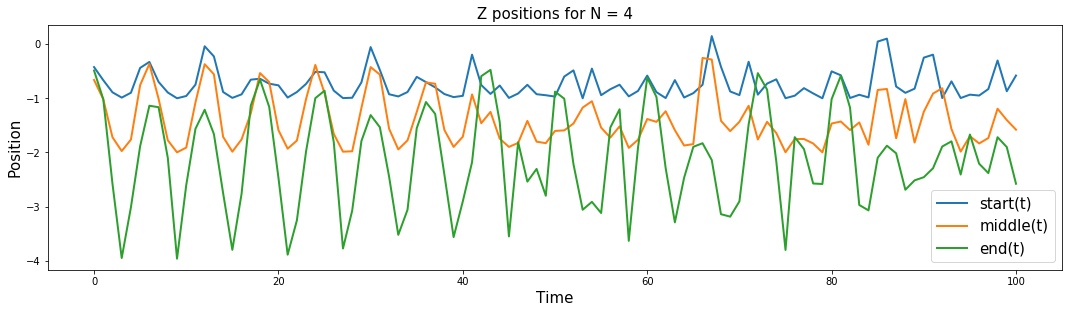 Z positions for N = 4
Position
0
−1
−2
−3
−4
0
20
40
60
80
100
Time
start(t)
middle(t)
end(t)